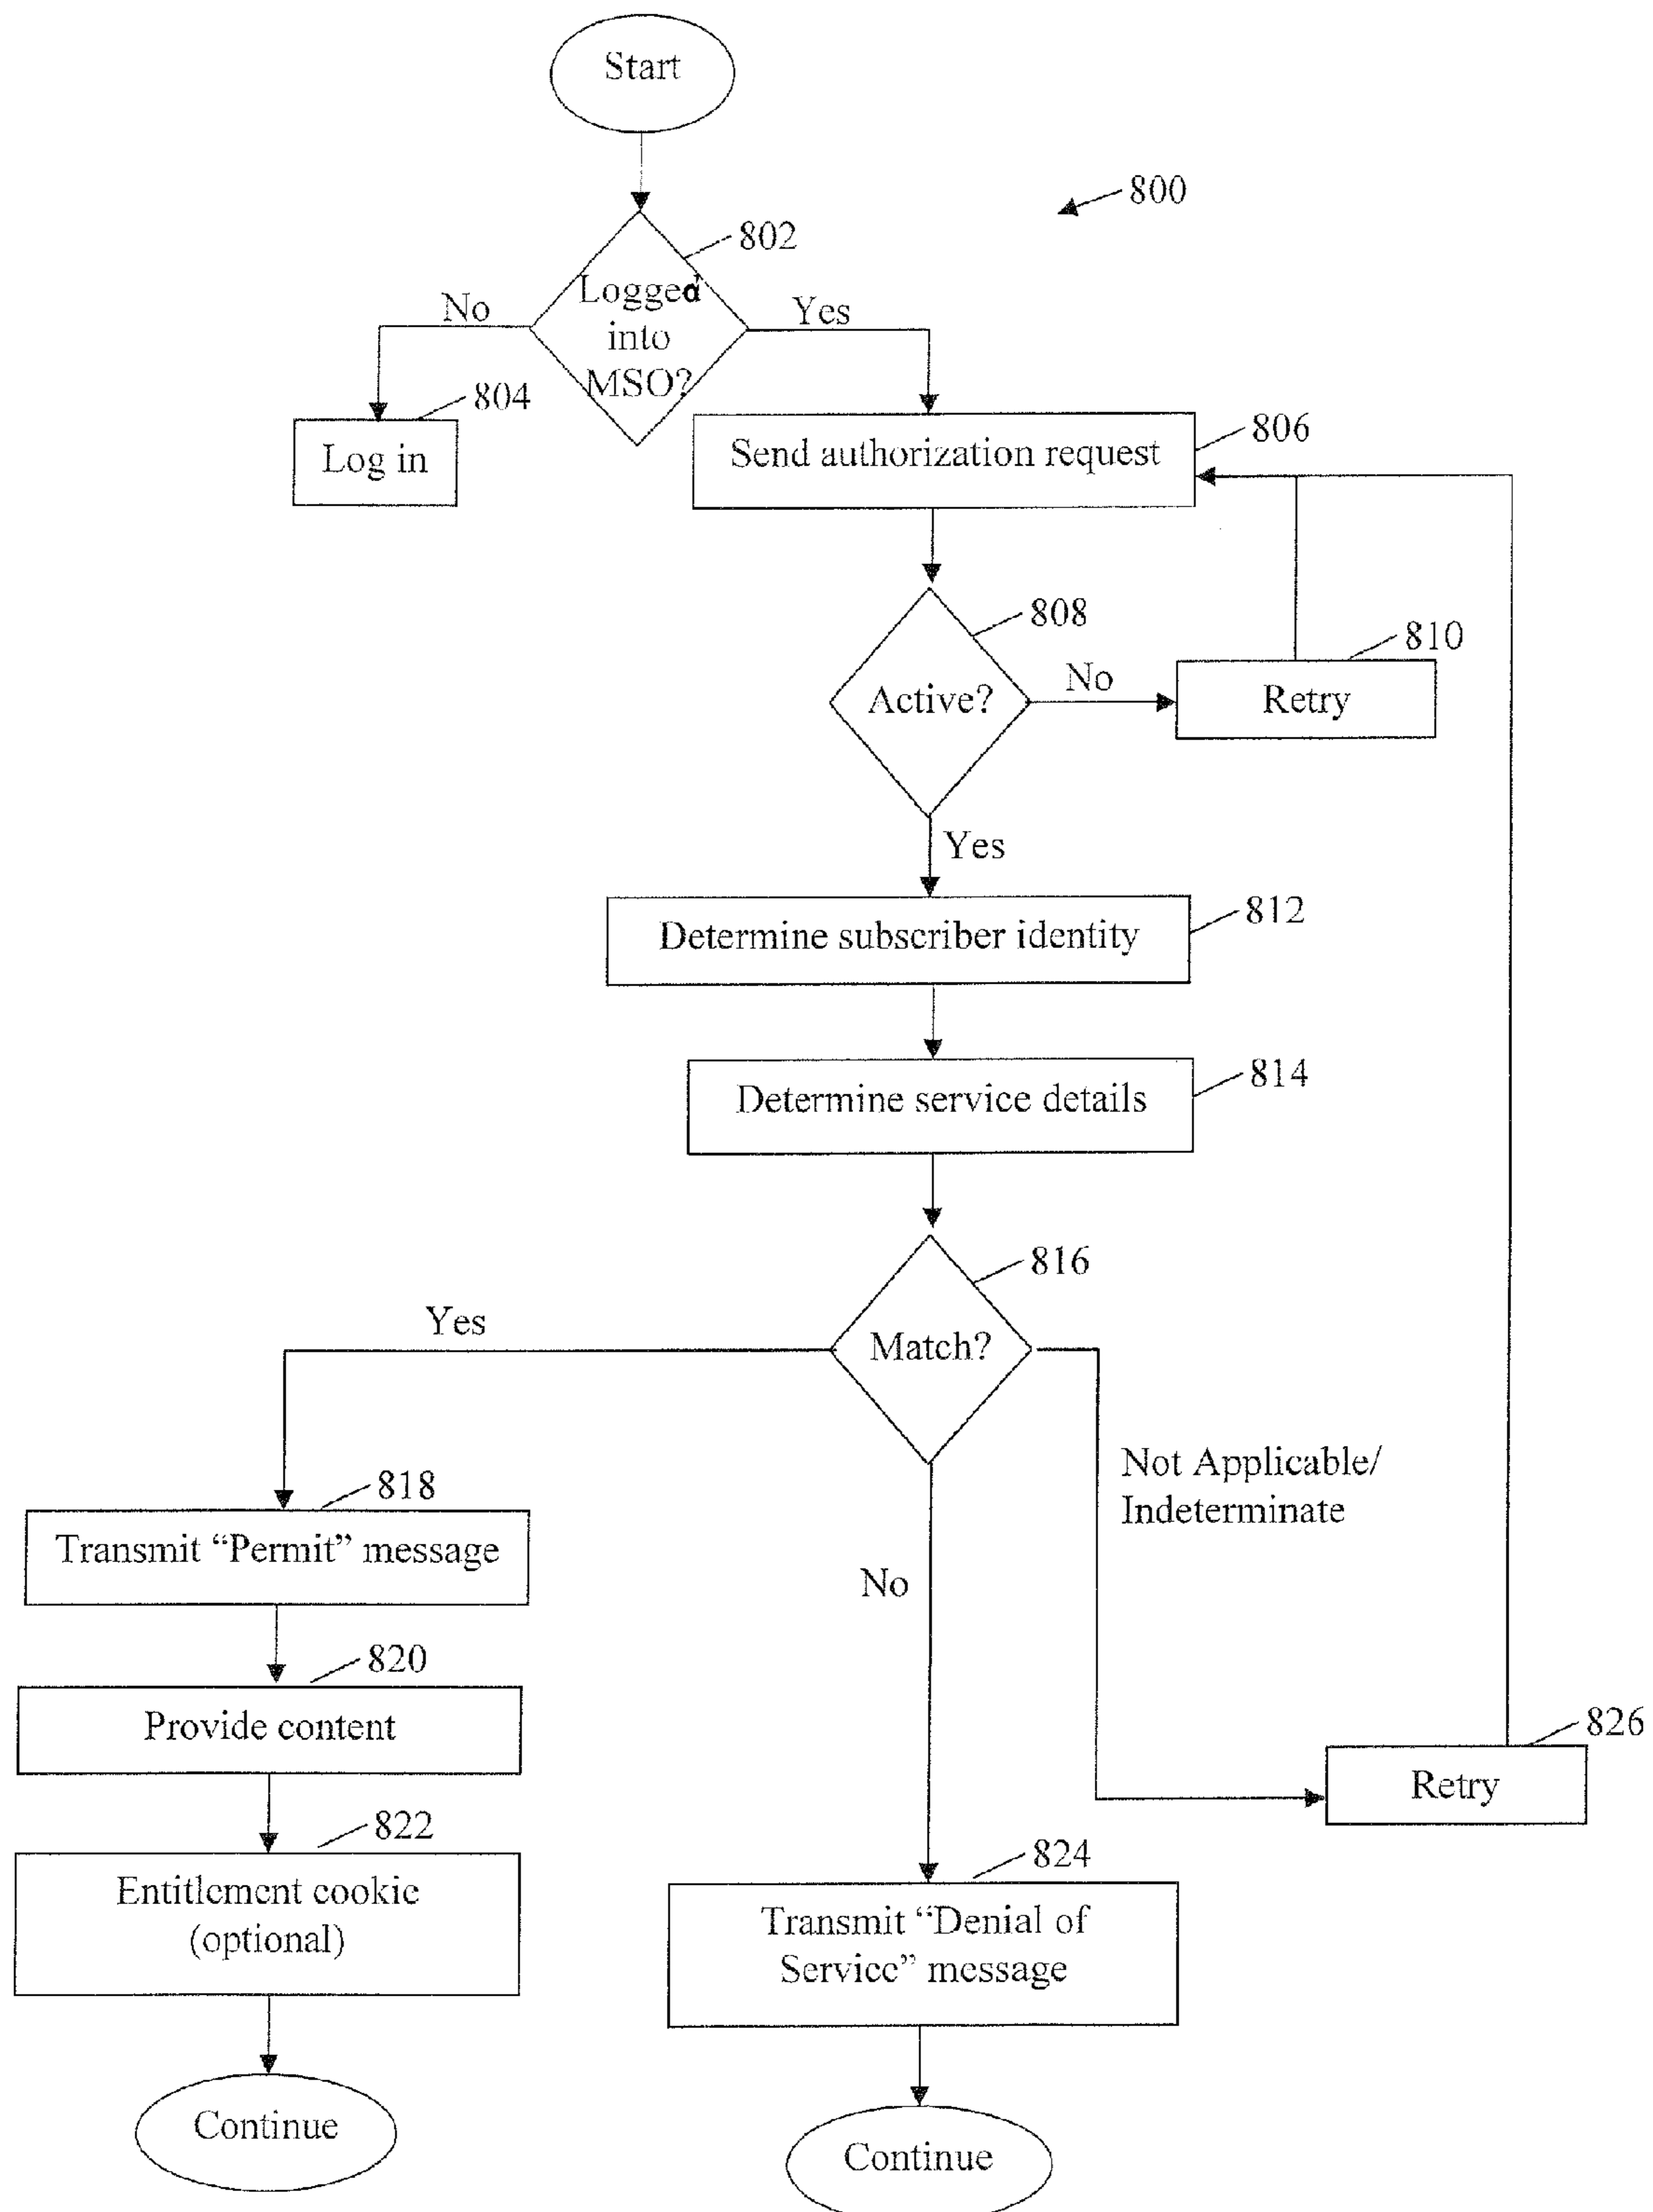 Start
800
802
Logged
into
MSO?
No
Yes
804
Log in
806
Send authorization request
808
Active?
No
810
Retry
Yes
812
Determine subscriber identity
814
Determine service details
816
Match?
Yes
Not Applicable/
Indeterminate
No
818
Transmit “Permit” message
820
Provide content
822
Entitlement cookie
(optional)
Continue
824
Transmit “Denial of
Service” message
Continue
826
Retry